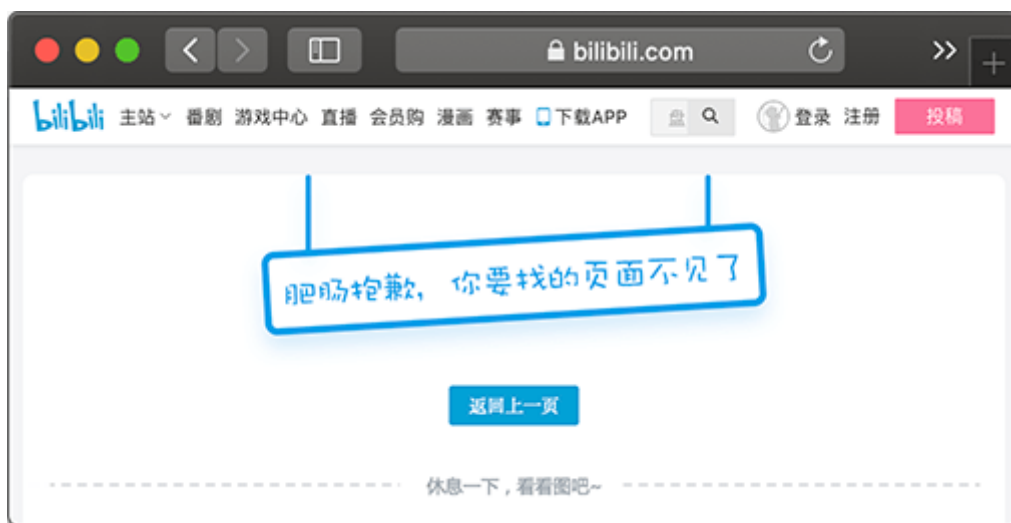 bilibili.com
bilibili 主站 番剧 游戏中心 直播 会员购 漫画 赛事 下载APP 盘 登录 注册 投稿
肥肠抱歉，你要找的页面不见了
返回上一页
休息一下，看看图吧~